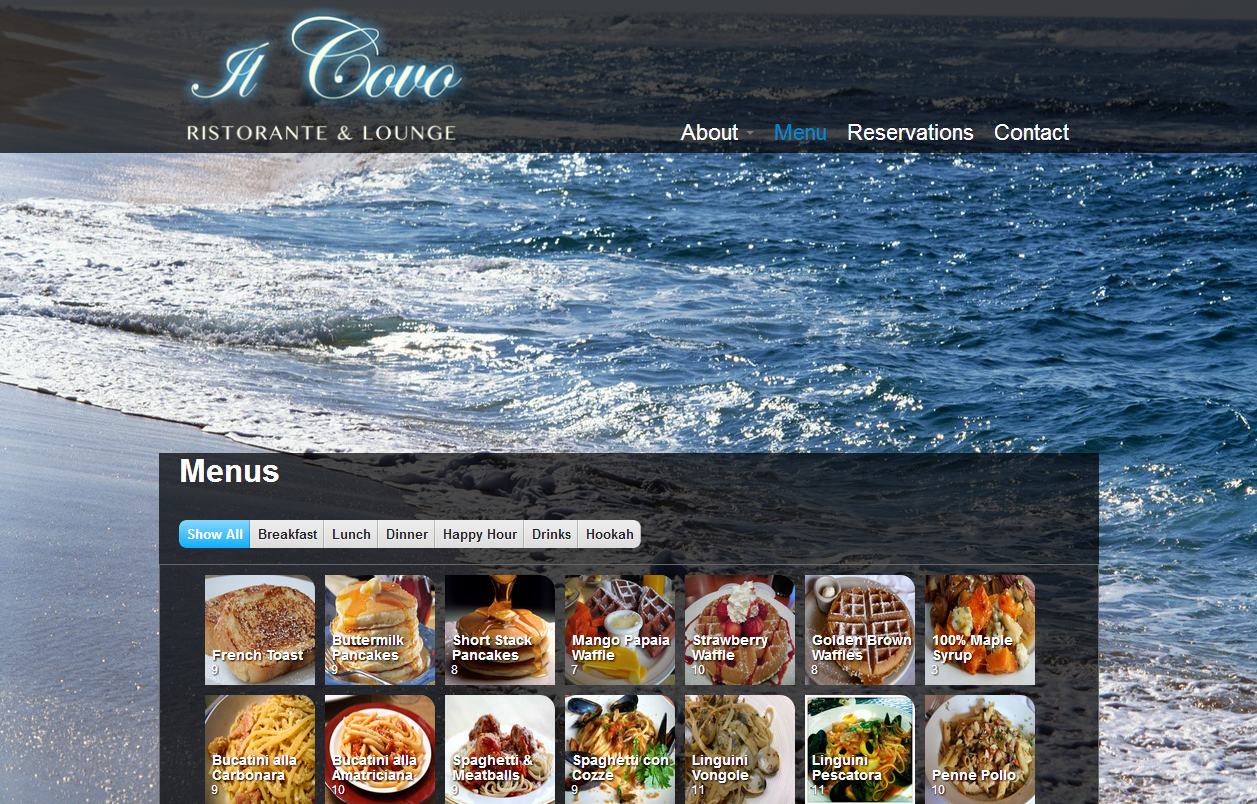 Il Covo
RISTORANTE & LOUNGE
About Menu Reservations Contact
Menus
Show All Breakfast Lunch Dinner Happy Hour Drinks Hookah
French Toast
9
Buttermilk
Pancakes
9
Short Stack
Pancakes
8
Mango Papaia
Waffle
7
Strawberry
Waffle
10
Golden Brown
Waffles
8
100% Maple
Syrup
3
Bucatini alla
Carbonara
9
Bucatini alla
Amatriciana
10
Spaghetti &
Meatballs
9
Spaghetti con
Cozze
9
Linguini
Vongole
11
Linguini
Pescatora
11
Penne Pollo
10